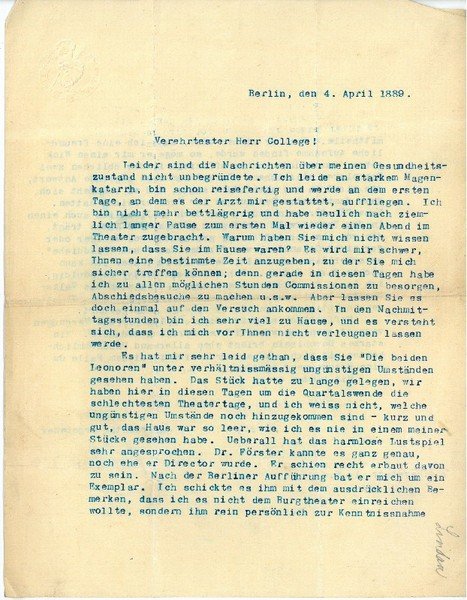 Berlin, den 4. April 1889.
Verehrtester Herr College!
Leider sind die Nachrichten über meinen Gesundheits-
zustand nicht unbegründete. Ich leide an starkem Magen-
katarrh, bin schon reisefertig und werde an dem ersten
Tage, an dem es der Arzt mir gestattet, auffliegen. Ich
bin nicht mehr bettlägerig und habe neulich nach ziem-
lich langer Pause zum ersten Mal wieder einen Abend im
Theater zugebracht. Warum haben Sie mich nicht wissen
lassen, dass Sie im Hause waren? Es wird mir schwer,
Ihnen eine bestimmte Zeit anzugeben, zu der Sie mich
sicher treffen können; denn gerade in diesen Tagen habe
ich zu allen möglichen Stunden Commissionen zu besorgen,
Abschiedsbesuche zu machen u.s.w. Aber lassen Sie es
doch einmal auf den Versuch ankommen. In den Nachmit-
tagsstunden bin ich sehr viel zu Hause, und es versteht
sich, dass ich mich vor Ihnen nicht verleugnen lassen
werde.
Es hat mir sehr leid gethan, dass Sie "Die beiden
Leonoren" unter verhältnissmässig ungünstigen Umständen
gesehen haben. Das Stück hatte zu lange gelegen, wir
haben hier in diesen Tagen um die Quartalswende die
schlechtesten Theatertage, und ich weiss nicht, welche
ungünstigen Umstände noch hinzugekommen sind - kurz und
gut, das Haus war so leer, wie ich es nie in einem meiner
Stücke gesehen habe. Ueberall hat das harmlose Lustspiel
sehr angesprochen. Dr. Förster kannte es ganz genau,
noch ehe er Director wurde. Er schien recht erbaut davon
zu sein. Nach der Berliner Aufführung bat er mich um ein
Exemplar. Ich schickte es ihm mit dem ausdrücklichen Be-
merken, dass ich es nicht dem Burgtheater einreichen
wollte, sondern ihm rein persönlich zur Kenntnissnahme
Lindau